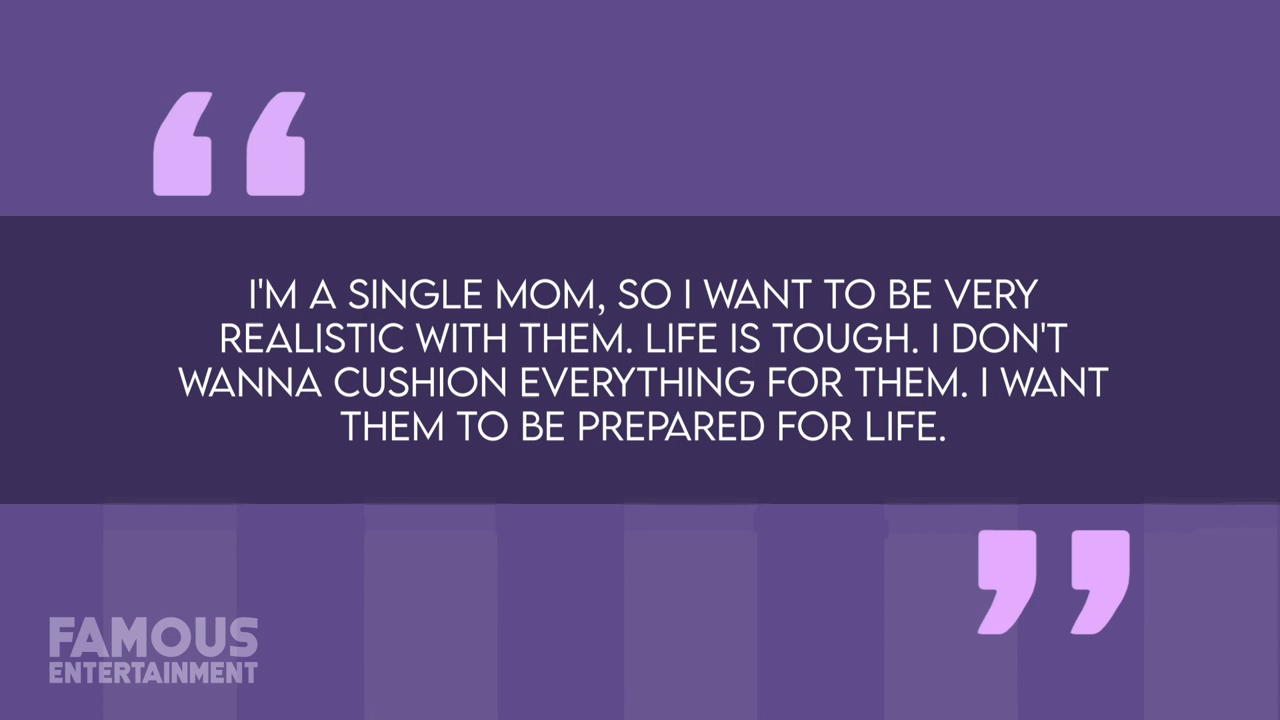 “
I'M A SINGLE MOM, SO I WANT TO BE VERY
REALISTIC WITH THEM. LIFE IS TOUGH. I DON'T
WANNA CUSHION EVERYTHING FOR THEM. I WANT
THEM TO BE PREPARED FOR LIFE.
”
FAMOUS
ENTERTAINMENT